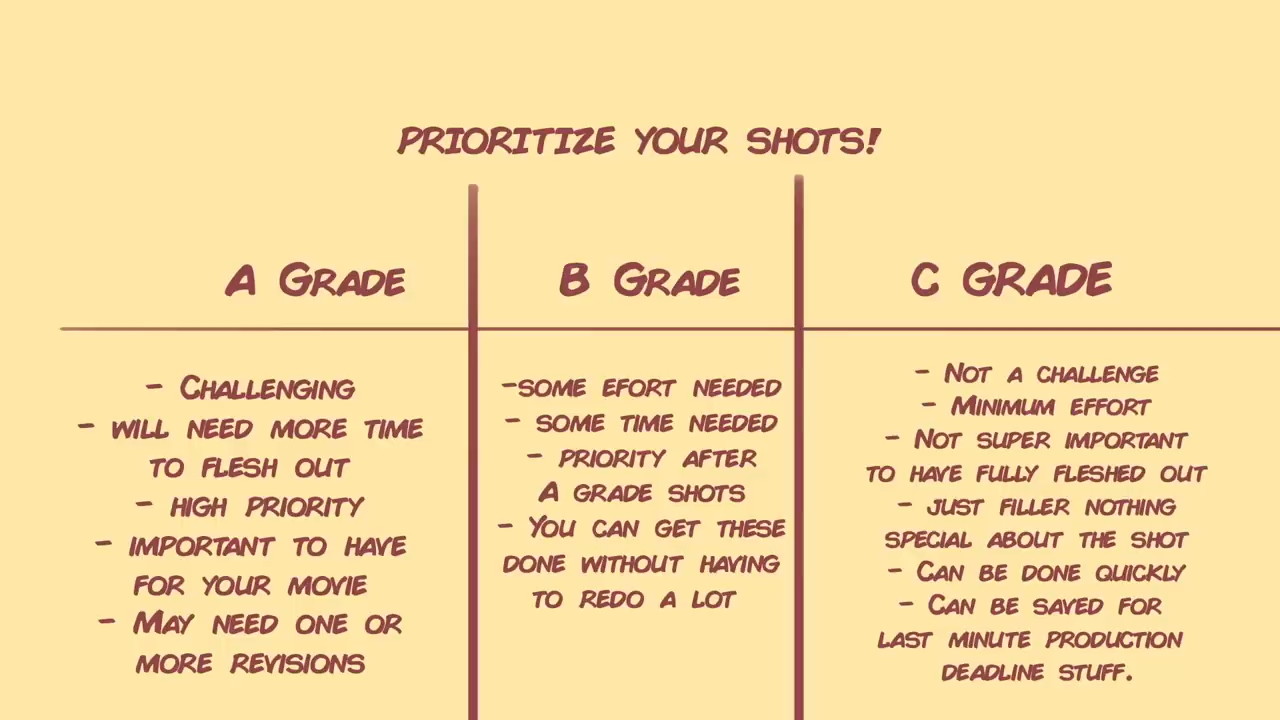 PRIORITIZE YOUR SHOTS!
A GRADE
- CHALLENGING
- WILL NEED MORE TIME
TO FLESH OUT
- HIGH PRIORITY
- IMPORTANT TO HAVE
FOR YOUR MOVIE
- MAY NEED ONE OR
MORE REVISIONS
B GRADE
-SOME EFORT NEEDED
- SOME TIME NEEDED
- PRIORITY AFTER
A GRADE SHOTS
- YOU CAN GET THESE
DONE WITHOUT HAVING
TO REDO A LOT
C GRADE
- NOT A CHALLENGE
- MINIMUM EFFORT
- NOT SUPER IMPORTANT
TO HAVE FULLY FLESHED OUT
- JUST FILLER NOTHING
SPECIAL ABOUT THE SHOT
- CAN BE DONE QUICKLY
- CAN BE SAVED FOR
LAST MINUTE PRODUCTION
DEADLINE STUFF.